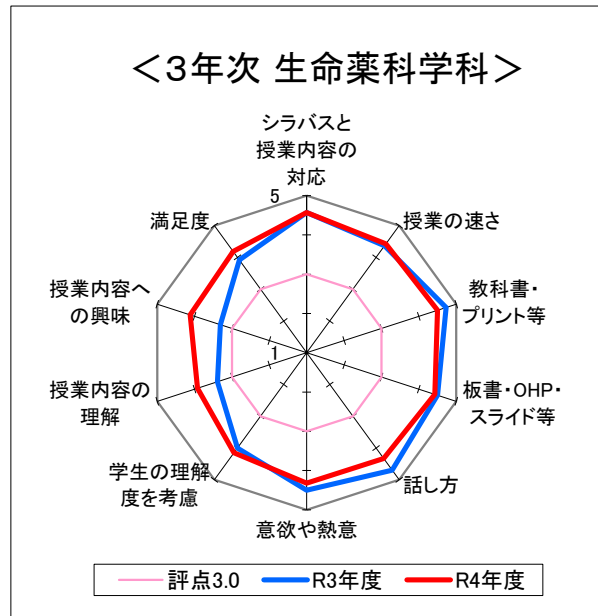 ＜3年次 生命薬科学科＞
シラバスと
授業内容の
対応
5
満足度
授業の速さ
授業内容へ
の興味
教科書・
プリント等
1
授業内容の
理解
板書・OHP・
スライド等
学生の理解
度を考慮
話し方
意欲や熱意
評点3.0
R3年度
R4年度